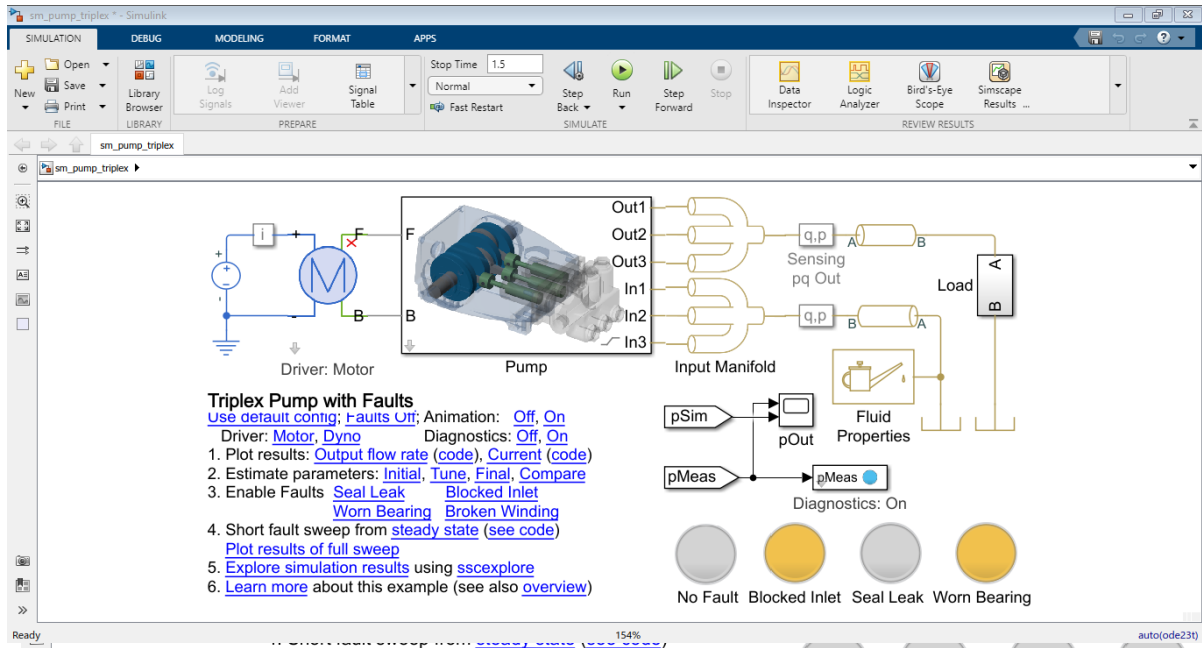 sm_pump_triplex * - Simulink
SIMULATION DEBUG MODELING FORMAT APPS
New
Open
Save
Print
FILE
Library Browser
LIBRARY
Log Signals
Add Viewer
Signal Table
PREPARE
Stop Time 1.5
Normal
Fast Restart
Step Back
Run
Step Forward
Stop
SIMULATE
Data Inspector
Logic Analyzer
Bird's-Eye Scope
Simscape Results ...
REVIEW RESULTS
sm_pump_triplex
sm_pump_triplex
i
+
+
-
-
M
F
B
Driver: Motor
F
B
Out1
Out2
Out3
In1
In2
In3
Pump
Input Manifold
q,p
Sensing
pq Out
A
B
q,p
B
A
Load
A
B
Fluid
Properties
pSim
pOut
pMeas
pMeas
Diagnostics: On
Triplex Pump with Faults
Use default config; Faults Off; Animation: Off, On
Driver: Motor, Dyno Diagnostics: Off, On
1. Plot results: Output flow rate (code), Current (code)
2. Estimate parameters: Initial, Tune, Final, Compare
3. Enable Faults Seal Leak Blocked Inlet
Worn Bearing Broken Winding
4. Short fault sweep from steady state (see code)
Plot results of full sweep
5. Explore simulation results using sscexplore
6. Learn more about this example (see also overview)
No Fault Blocked Inlet Seal Leak Worn Bearing
Ready 154% auto(ode23t)